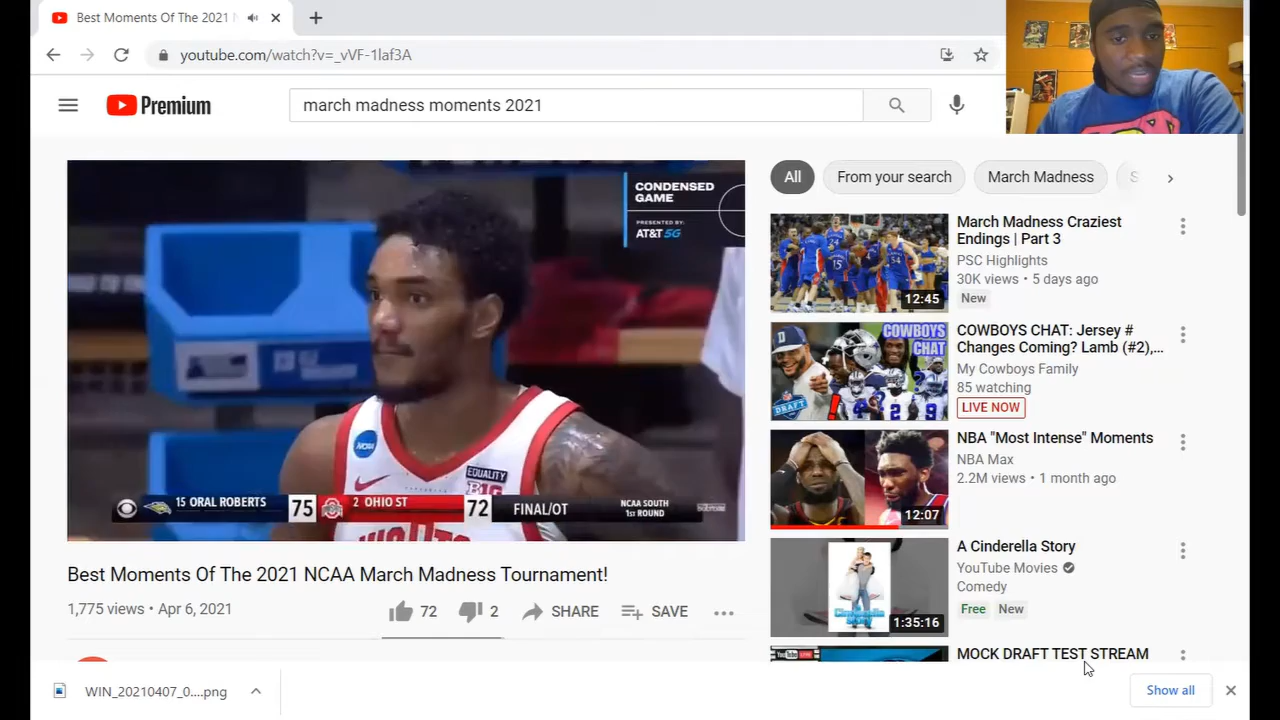 Best Moments Of The 2021
youtube.com/watch?v=_vVF-1laf3A
Premium
march madness moments 2021
CONDENSED
GAME
PRESENTED BY:
AT&T 5G
NCAA
EQUALITY
B1G
15 ORAL ROBERTS 75 2 OHIO ST 72 FINAL/OT
NCAA SOUTH
1ST ROUND
Best Moments Of The 2021 NCAA March Madness Tournament!
1,775 views • Apr 6, 2021
72
2
SHARE
SAVE
All
From your search
March Madness
S
March Madness Craziest
Endings | Part 3
PSC Highlights
30K views • 5 days ago
New
12:45
COWBOYS CHAT: Jersey #
Changes Coming? Lamb (#2),...
My Cowboys Family
85 watching
LIVE NOW
COWBOYS
CHAT
DRAFT
4
2
9
NBA "Most Intense" Moments
NBA Max
2.2M views • 1 month ago
12:07
A Cinderella Story
YouTube Movies
Comedy
Free New
1:35:16
MOCK DRAFT TEST STREAM
WIN_20210407_0....png
Show all